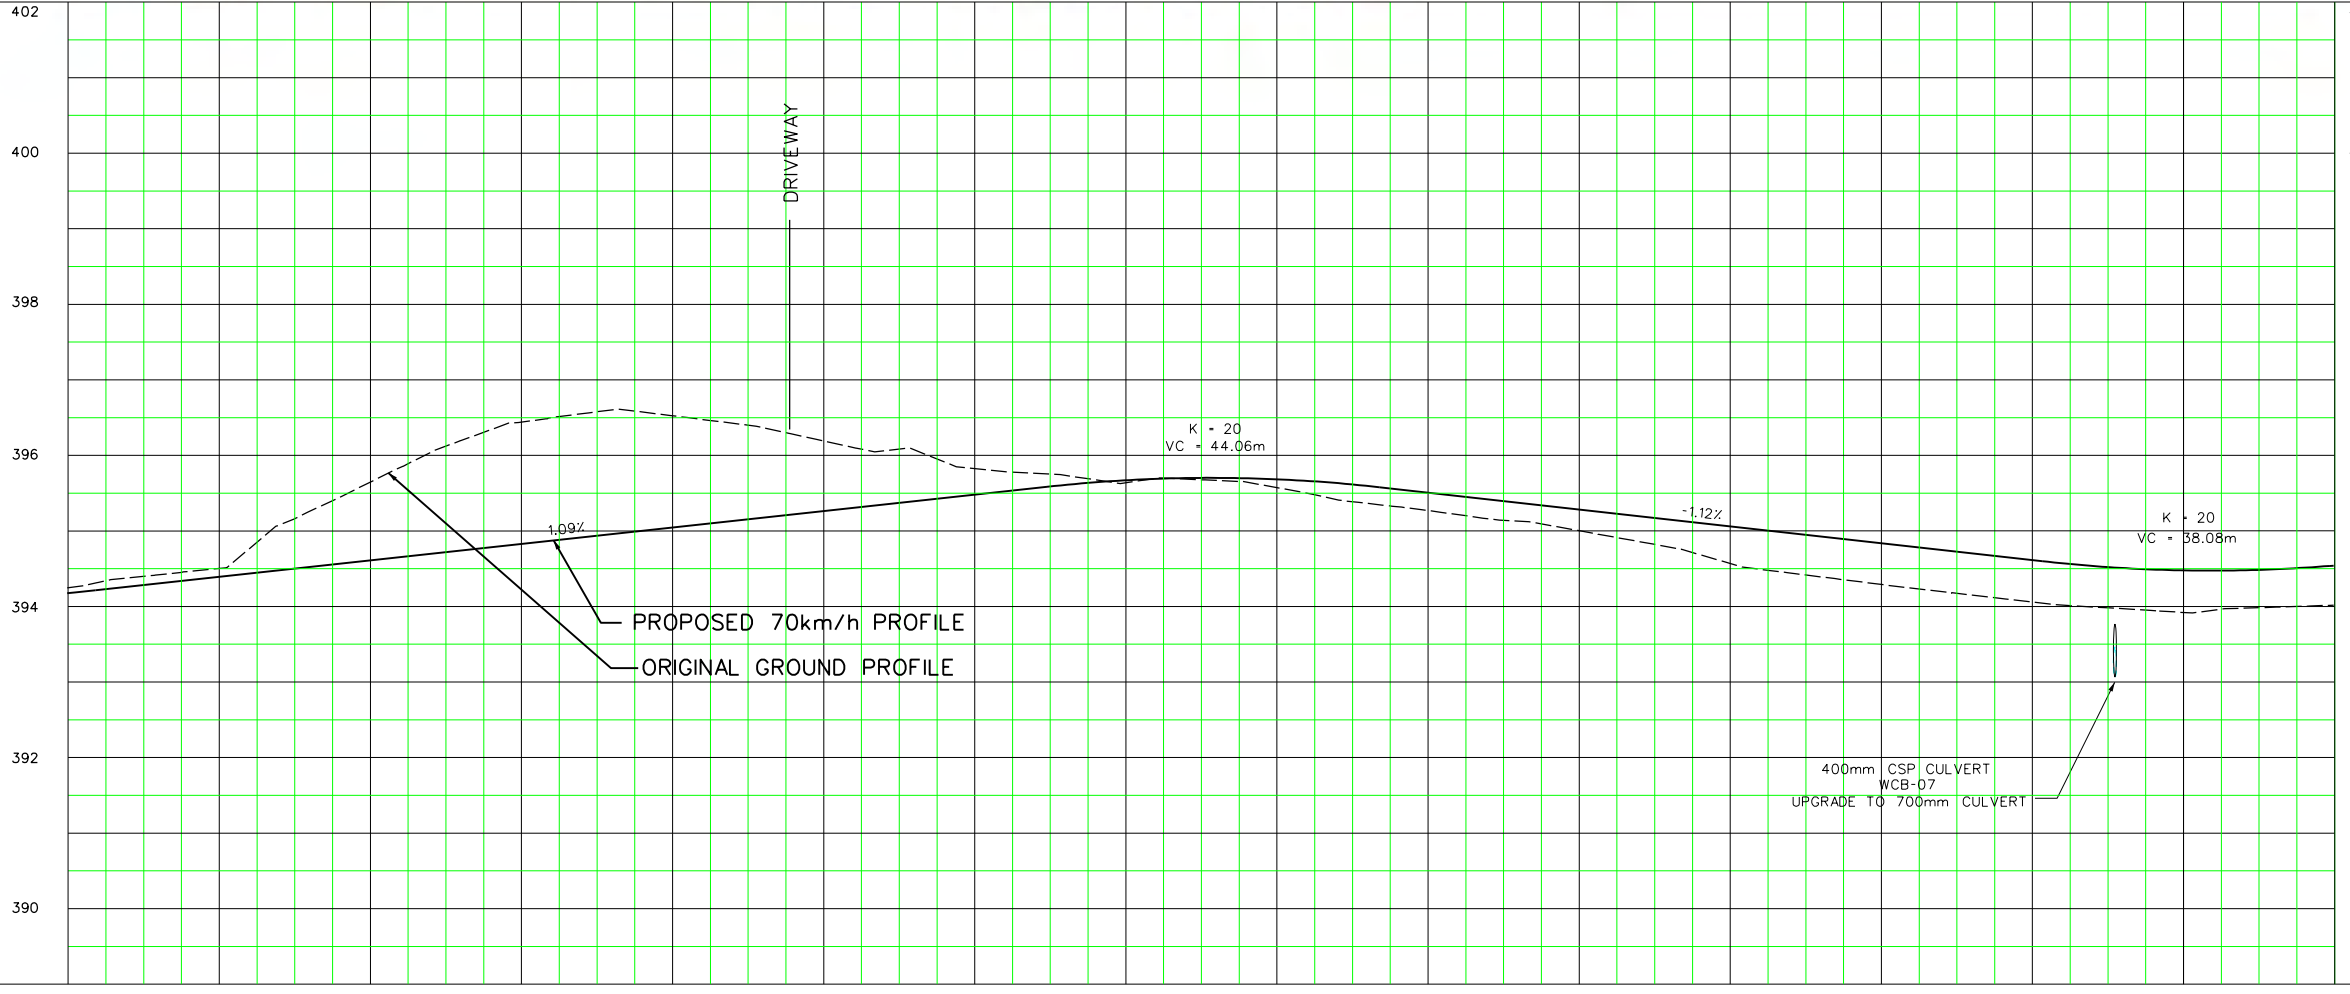 402
400
398
396
394
392
390
DRIVEWAY
K = 20
VC = 44.06m
1.09%
-1.12%
K = 20
VC = 38.08m
PROPOSED 70km/h PROFILE
ORIGINAL GROUND PROFILE
400mm CSP CULVERT
WCB-07
UPGRADE TO 700mm CULVERT